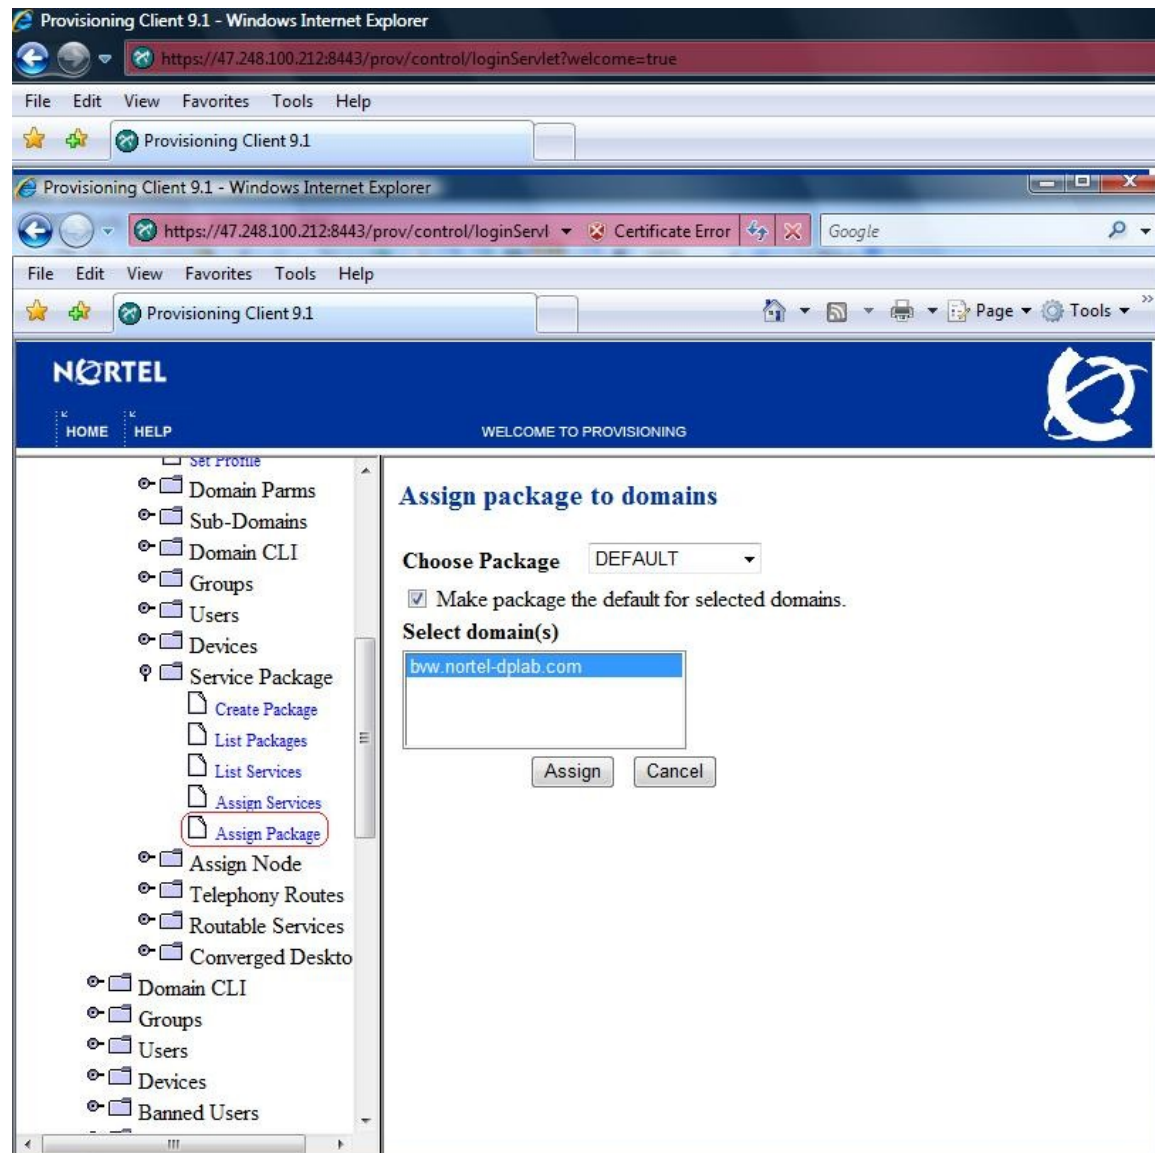 Provisioning Client 9.1 - Windows Internet Explorer
https://47.248.100.212:8443/prov/control/loginServlet?welcome=true
File Edit View Favorites Tools Help
Provisioning Client 9.1
Provisioning Client 9.1 - Windows Internet Explorer
https://47.248.100.212:8443/prov/control/loginServl Certificate Error Google
File Edit View Favorites Tools Help
Provisioning Client 9.1 Page Tools
NORTEL
HOME HELP WELCOME TO PROVISIONING
Set Profile
Domain Parms
Sub-Domains
Domain CLI
Groups
Users
Devices
Service Package
Create Package
List Packages
List Services
Assign Services
Assign Package
Assign Node
Telephony Routes
Routable Services
Converged Deskto
Domain CLI
Groups
Users
Devices
Banned Users
Assign package to domains
Choose Package DEFAULT
Make package the default for selected domains.
Select domain(s)
bvw.nortel-dplab.com
Assign Cancel